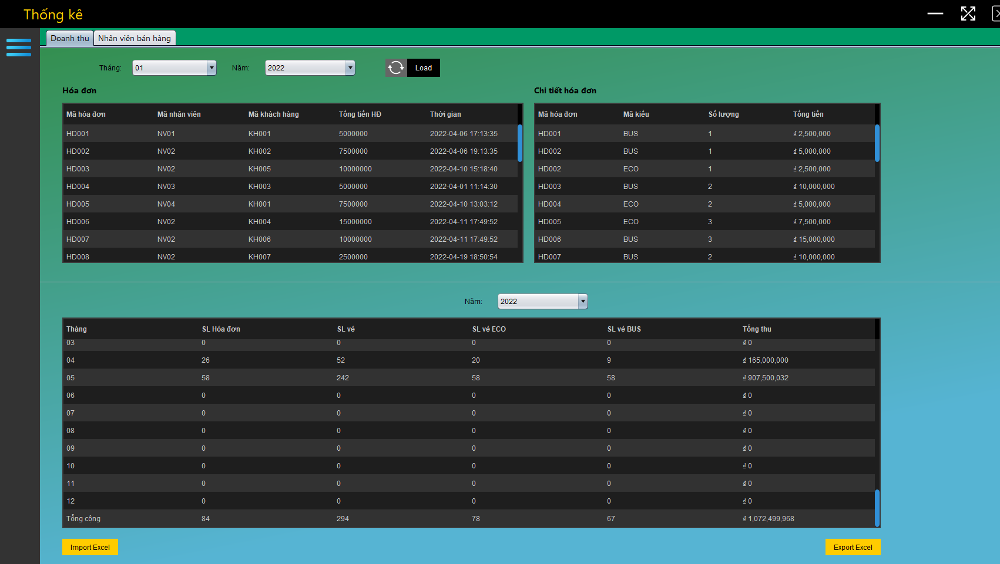 Thống kê
Doanh thu Nhân viên bán hàng
Tháng: 01 Năm: 2022 Load
Hóa đơn
Mã hóa đơn Mã nhân viên Mã khách hàng Tổng tiền HĐ Thời gian
HD001 NV01 KH001 5000000 2022-04-06 17:13:35
HD002 NV02 KH002 7500000 2022-04-06 19:13:35
HD003 NV02 KH005 10000000 2022-04-10 15:18:40
HD004 NV03 KH003 5000000 2022-04-01 11:14:30
HD005 NV04 KH001 7500000 2022-04-10 13:03:12
HD006 NV02 KH004 15000000 2022-04-11 17:49:52
HD007 NV02 KH006 10000000 2022-04-11 17:49:52
HD008 NV02 KH007 2500000 2022-04-19 18:50:54
Chi tiết hóa đơn
Mã hóa đơn Mã kiểu Số lượng Tổng tiền
HD001 BUS 1 ₫ 2,500,000
HD002 BUS 1 ₫ 5,000,000
HD002 ECO 1 ₫ 2,500,000
HD003 BUS 2 ₫ 10,000,000
HD004 ECO 2 ₫ 5,000,000
HD005 ECO 3 ₫ 7,500,000
HD006 BUS 3 ₫ 15,000,000
HD007 BUS 2 ₫ 10,000,000
Năm: 2022
Tháng SL Hóa đơn SL vé SL vé ECO SL vé BUS Tổng thu
03 0 0 0 0 ₫ 0
04 26 52 20 9 ₫ 165,000,000
05 58 242 58 58 ₫ 907,500,032
06 0 0 0 0 ₫ 0
07 0 0 0 0 ₫ 0
08 0 0 0 0 ₫ 0
09 0 0 0 0 ₫ 0
10 0 0 0 0 ₫ 0
11 0 0 0 0 ₫ 0
12 0 0 0 0 ₫ 0
Tổng cộng 84 294 78 67 ₫ 1,072,499,968
Import Excel Export Excel